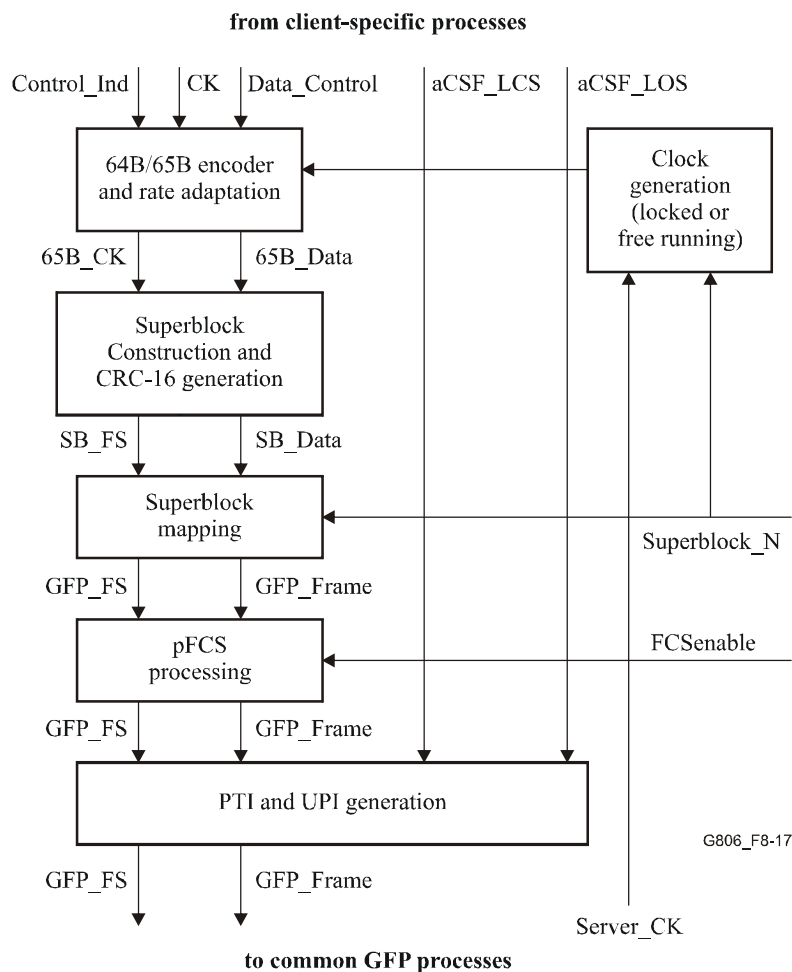 from client-specific processes
Control_Ind
CK
Data_Control
aCSF_LCS
aCSF_LOS
64B/65B encoder
and rate adaptation
Clock
generation
(locked or
free running)
65B_CK
65B_Data
Superblock
Construction and
CRC-16 generation
SB_FS
SB_Data
Superblock
mapping
Superblock_N
GFP_FS
GFP_Frame
pFCS
processing
FCSenable
GFP_FS
GFP_Frame
PTI and UPI generation
G806_F8-17
GFP_FS
GFP_Frame
Server_CK
to common GFP processes